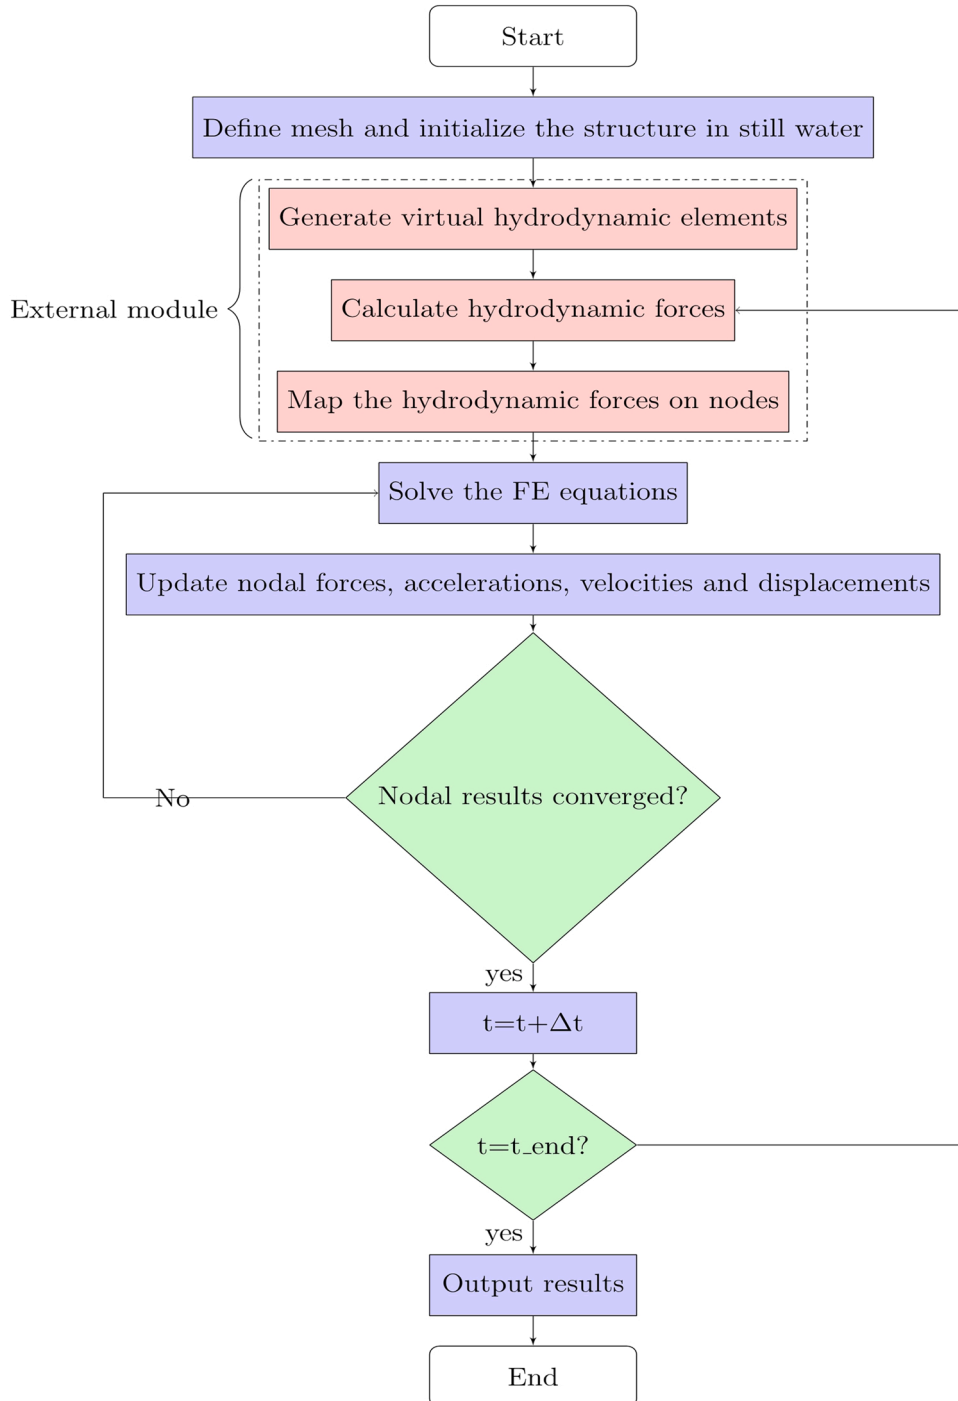 Start
Define mesh and initialize the structure in still water
Generate virtual hydrodynamic elements
External module
Calculate hydrodynamic forces
Map the hydrodynamic forces on nodes
Solve the FE equations
Update nodal forces, accelerations, velocities and displacements
No
Nodal results converged?
yes
t=t+Δt
t=t_end?
yes
Output results
End